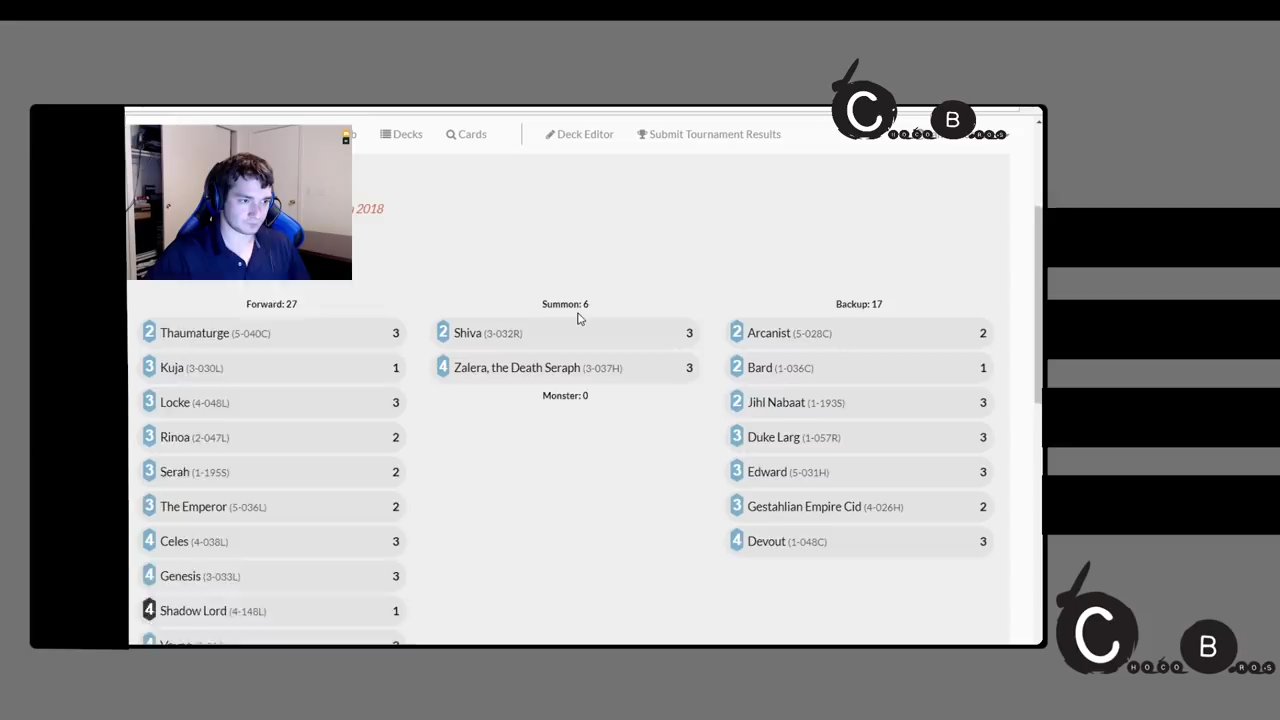 Decks
Cards
Deck Editor
Submit Tournament Results
2018
Forward: 27
2 Thaumaturge (5-040C) 3
3 Kuja (3-030L) 1
3 Locke (4-048L) 3
3 Rinoa (2-047L) 2
3 Serah (1-195S) 2
3 The Emperor (5-036L) 2
4 Celes (4-038L) 3
4 Genesis (3-033L) 3
4 Shadow Lord (4-148L) 1
Summon: 6
2 Shiva (3-032R) 3
4 Zalera, the Death Seraph (3-037H) 3
Monster: 0
Backup: 17
2 Arcanist (5-028C) 2
2 Bard (1-036C) 1
2 Jihl Nabaat (1-193S) 3
3 Duke Larg (1-057R) 3
3 Edward (5-031H) 3
3 Gestahlian Empire Cid (4-026H) 2
4 Devout (1-048C) 3
CHOCO BROS
CHOCO BROS